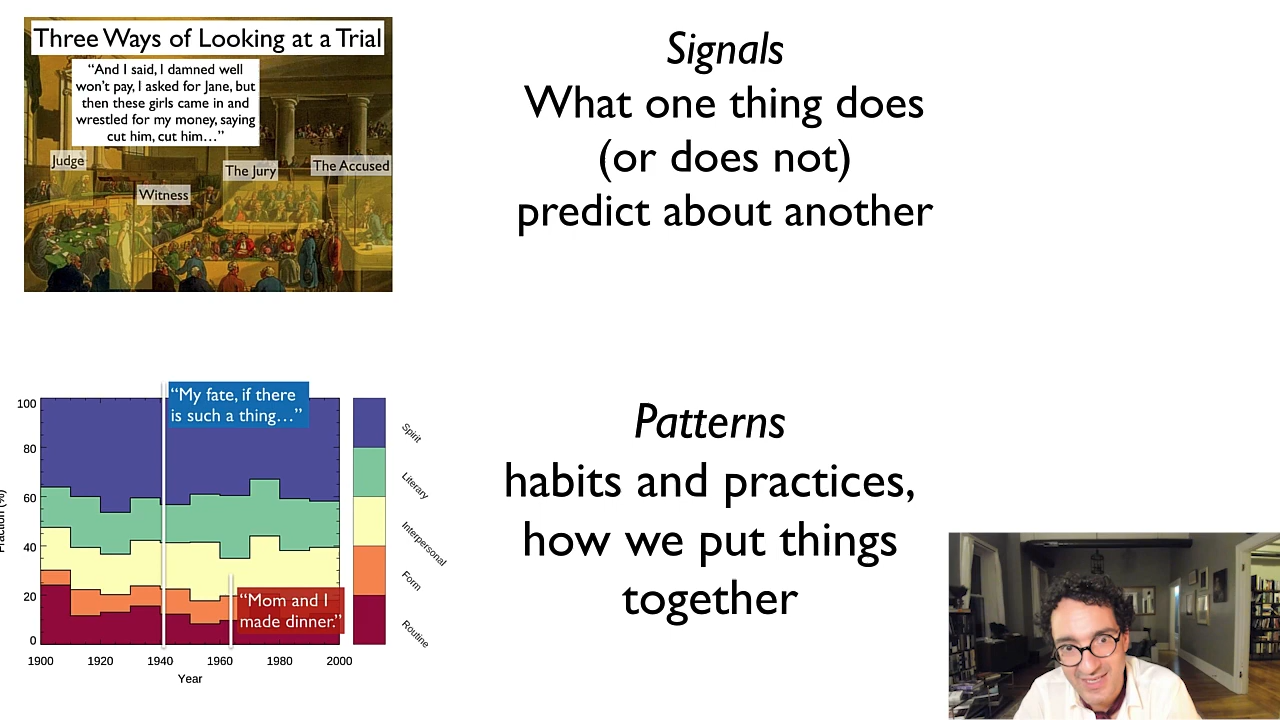 Three Ways of Looking at a Trial
“And I said, I damned well
won’t pay, I asked for Jane, but
then these girls came in and
wrestled for my money, saying
cut him, cut him…”
Judge
Witness
The Jury
The Accused
Signals
What one thing does
(or does not)
predict about another
“My fate, if there
is such a thing…”
“Mom and I
made dinner.”
100
80
60
40
20
0
Fraction (%)
1900 1920 1940 1960 1980 2000
Year
Spirit
Literary
Interpersonal
Form
Routine
Patterns
habits and practices,
how we put things
together